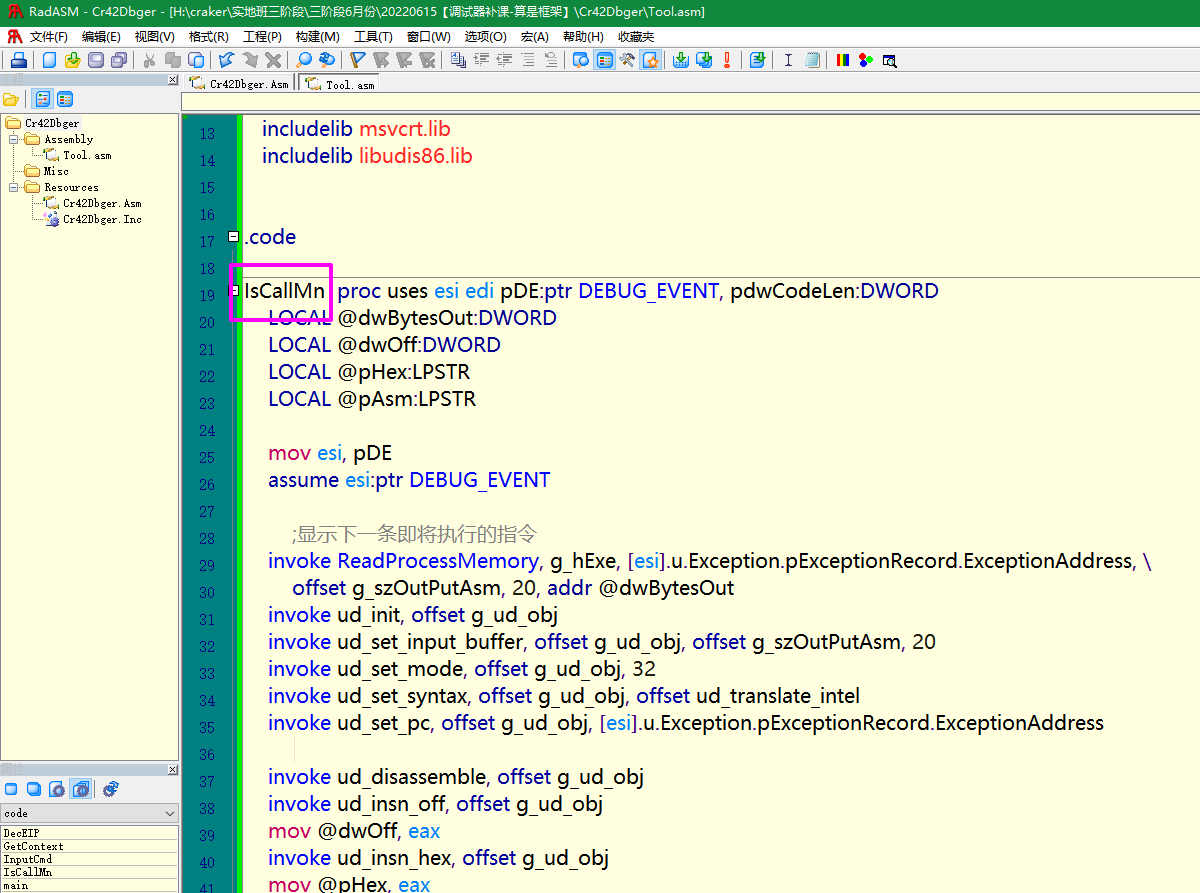 RadASM - Cr42Dbger - [H:\craker\实地班三阶段\三阶段6月份\20220615【调试器补课-算是框架】\Cr42Dbger\Tool.asm]
文件(F) 编辑(E) 视图(V) 格式(R) 工程(P) 构建(M) 工具(T) 窗口(W) 选项(O) 宏(A) 帮助(H) 收藏夹
Cr42Dbger.Asm Tool.asm
Cr42Dbger
Assembly
Tool.asm
Misc
Resources
Cr42Dbger.Asm
Cr42Dbger.Inc
code
DecEIP
GetContext
InputCmd
IsCallMn
main
13 includelib msvcrt.lib
14 includelib libudis86.lib
15
16
17 .code
18
19 IsCallMn proc uses esi edi pDE:ptr DEBUG_EVENT, pdwCodeLen:DWORD
20 LOCAL @dwBytesOut:DWORD
21 LOCAL @dwOff:DWORD
22 LOCAL @pHex:LPSTR
23 LOCAL @pAsm:LPSTR
24
25 mov esi, pDE
26 assume esi:ptr DEBUG_EVENT
27
28 ;显示下一条即将执行的指令
29 invoke ReadProcessMemory, g_hExe, [esi].u.Exception.pExceptionRecord.ExceptionAddress, \
30 offset g_szOutPutAsm, 20, addr @dwBytesOut
31 invoke ud_init, offset g_ud_obj
32 invoke ud_set_input_buffer, offset g_ud_obj, offset g_szOutPutAsm, 20
33 invoke ud_set_mode, offset g_ud_obj, 32
34 invoke ud_set_syntax, offset g_ud_obj, offset ud_translate_intel
35 invoke ud_set_pc, offset g_ud_obj, [esi].u.Exception.pExceptionRecord.ExceptionAddress
36
37 invoke ud_disassemble, offset g_ud_obj
38 invoke ud_insn_off, offset g_ud_obj
39 mov @dwOff, eax
40 invoke ud_insn_hex, offset g_ud_obj
41 mov @pHex, eax